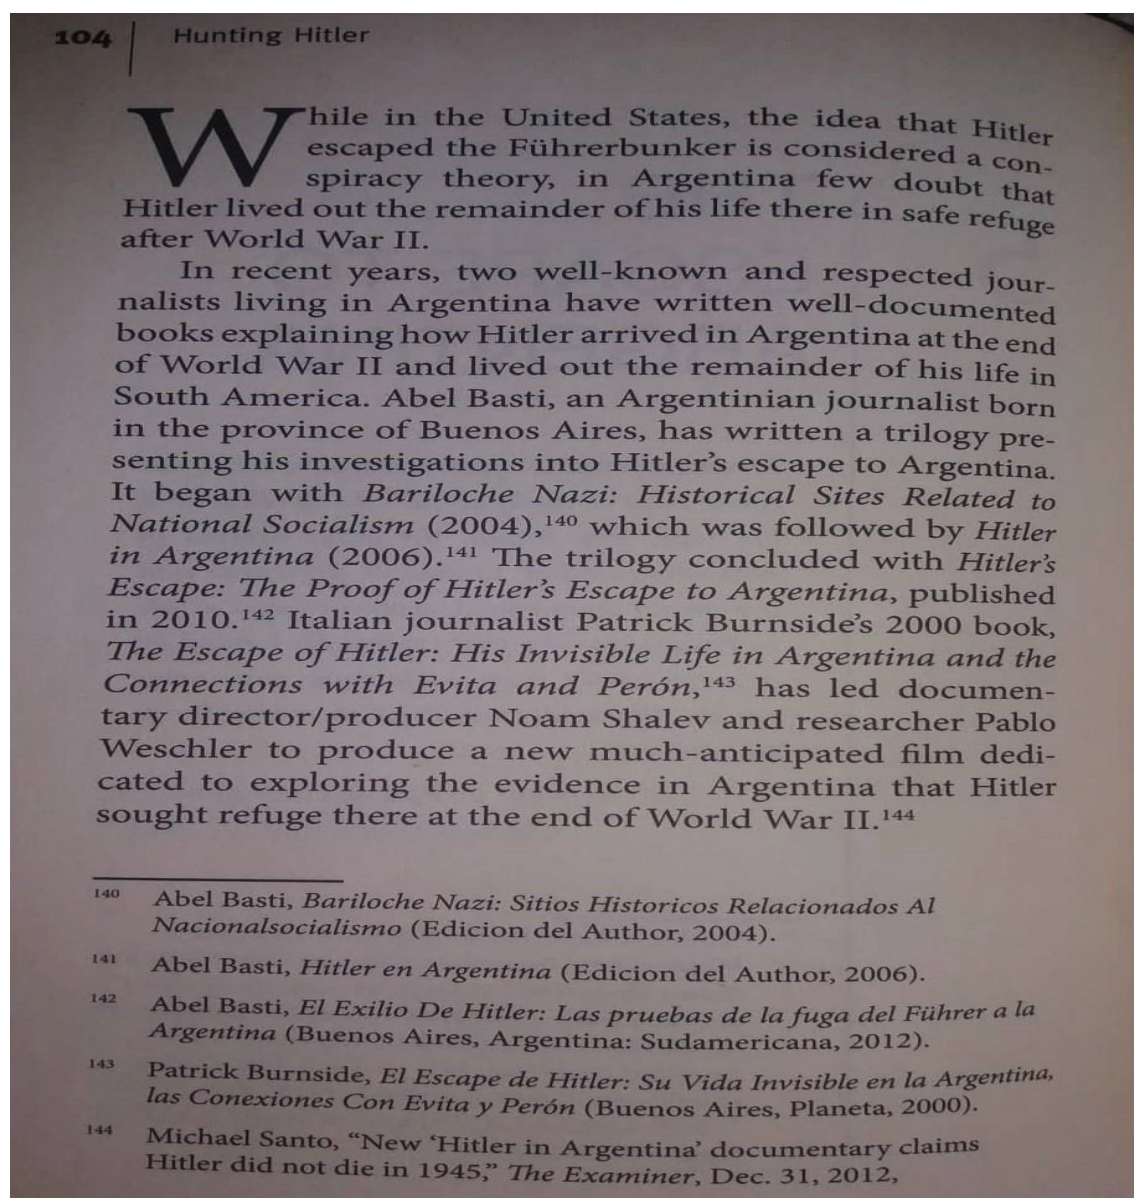 104 | Hunting Hitler
While in the United States, the idea that Hitler
escaped the Führerbunker is considered a con-
spiracy theory, in Argentina few doubt that
Hitler lived out the remainder of his life there in safe refuge
after World War II.
In recent years, two well-known and respected jour-
nalists living in Argentina have written well-documented
books explaining how Hitler arrived in Argentina at the end
of World War II and lived out the remainder of his life in
South America. Abel Basti, an Argentinian journalist born
in the province of Buenos Aires, has written a trilogy pre-
senting his investigations into Hitler's escape to Argentina.
It began with Bariloche Nazi: Historical Sites Related to
National Socialism (2004),140 which was followed by Hitler
in Argentina (2006).141 The trilogy concluded with Hitler's
Escape: The Proof of Hitler's Escape to Argentina, published
in 2010.142 Italian journalist Patrick Burnside's 2000 book,
The Escape of Hitler: His Invisible Life in Argentina and the
Connections with Evita and Perón,143 has led documen-
tary director/producer Noam Shalev and researcher Pablo
Weschler to produce a new much-anticipated film dedi-
cated to exploring the evidence in Argentina that Hitler
sought refuge there at the end of World War II.144
140 Abel Basti, Bariloche Nazi: Sitios Historicos Relacionados Al
Nacionalsocialismo (Edicion del Author, 2004).
141 Abel Basti, Hitler en Argentina (Edicion del Author, 2006).
142 Abel Basti, El Exilio De Hitler: Las pruebas de la fuga del Führer a la
Argentina (Buenos Aires, Argentina: Sudamericana, 2012).
143 Patrick Burnside, El Escape de Hitler: Su Vida Invisible en la Argentina,
las Conexiones Con Evita y Perón (Buenos Aires, Planeta, 2000).
144 Michael Santo, “New ‘Hitler in Argentina’ documentary claims
Hitler did not die in 1945,” The Examiner, Dec. 31, 2012,